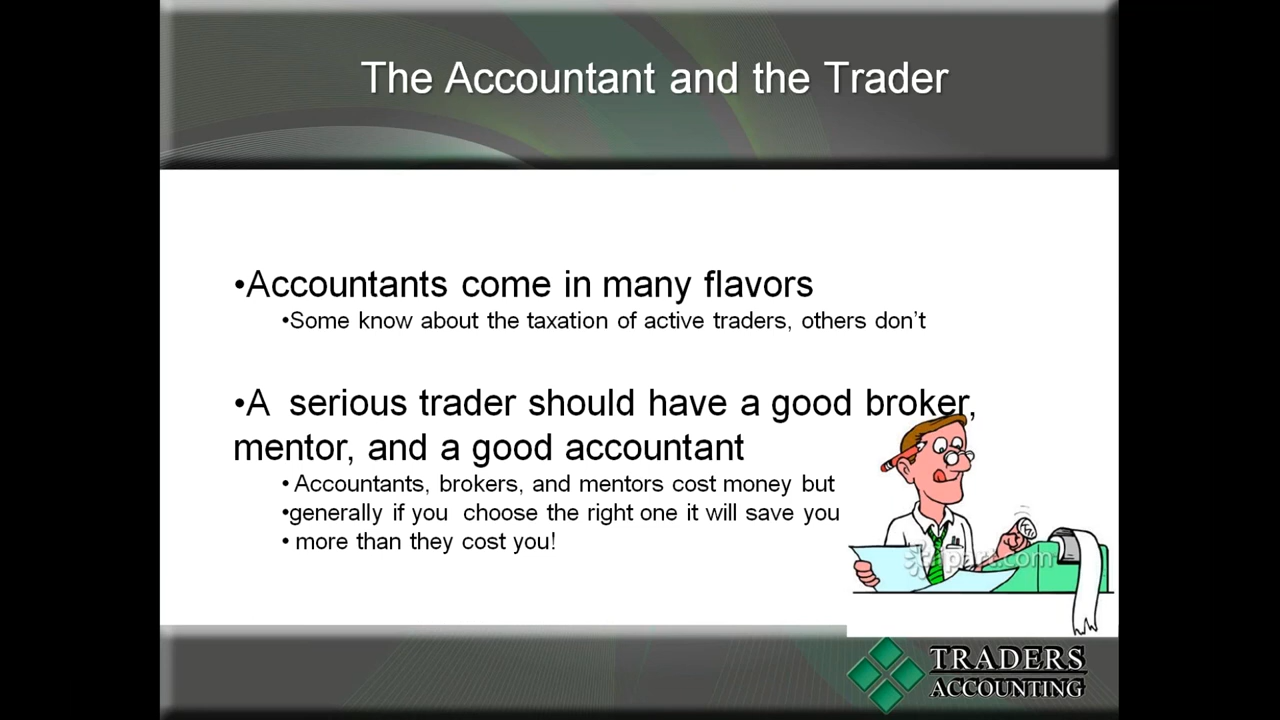 The Accountant and the Trader
•Accountants come in many flavors
•Some know about the taxation of active traders, others don’t
•A  serious trader should have a good broker,
mentor, and a good accountant
• Accountants, brokers, and mentors cost money but
•generally if you  choose the right one it will save you
• more than they cost you!
TRADERS
ACCOUNTING